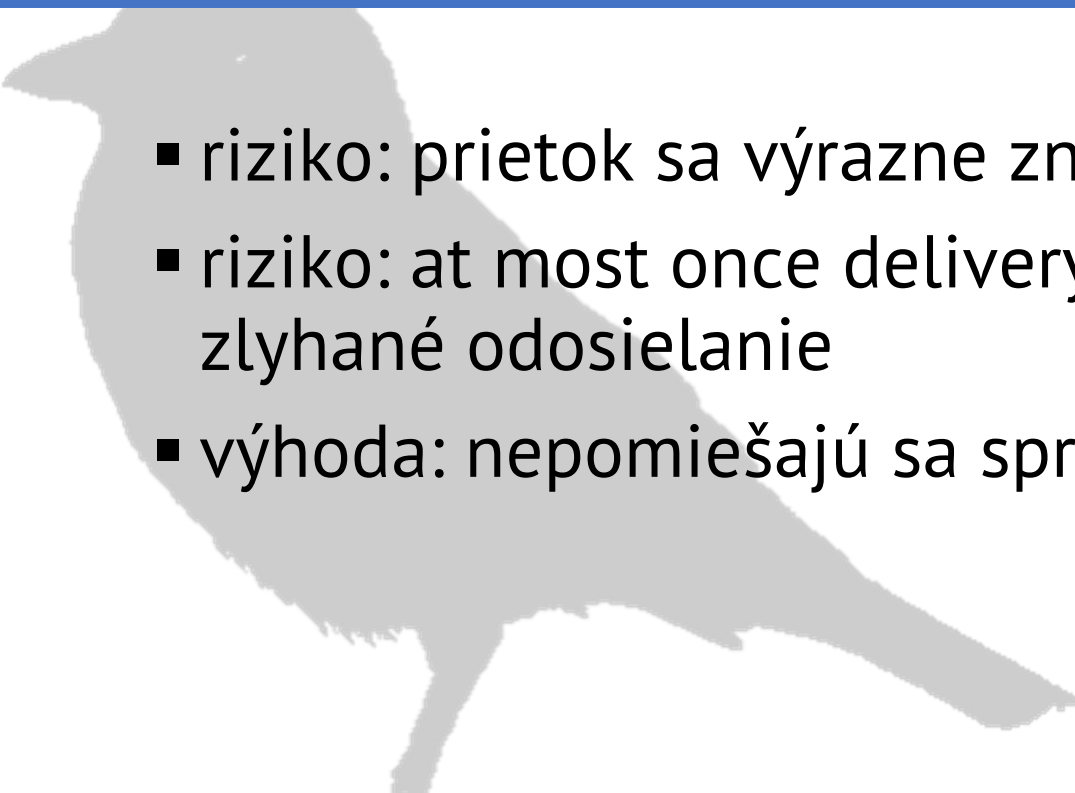 ▪ riziko: prietok sa výrazne
▪ riziko: at most once delivery
zlyhané odosielanie
▪ výhoda: nepomiešajú sa